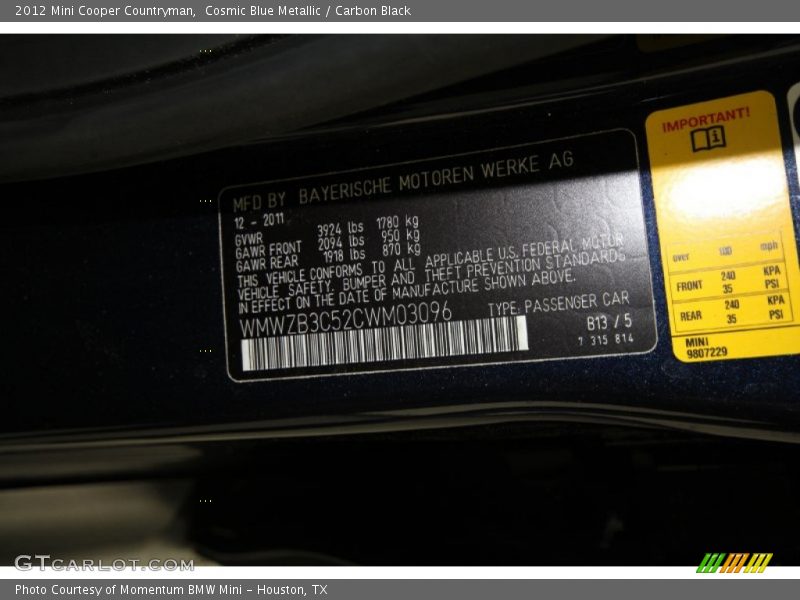 2012 Mini Cooper Countryman,  Cosmic Blue Metallic / Carbon Black
MFD BY BAYERISCHE MOTOREN WERKE AG
12 - 2011
GVWR 3924 lbs 1780 kg
GAWR FRONT 2094 lbs 950 kg
GAWR REAR 1918 lbs 870 kg
THIS VEHICLE CONFORMS TO ALL APPLICABLE U.S. FEDERAL MOTOR
VEHICLE SAFETY, BUMPER AND THEFT PREVENTION STANDARDS
IN EFFECT ON THE DATE OF MANUFACTURE SHOWN ABOVE.
WMWZB3C52CWM03096 TYPE: PASSENGER CAR
B13 / 5
7 315 814
IMPORTANT!
over 100 mph
FRONT 240 KPA
35 PSI
REAR 240 KPA
35 PSI
MINI
9807229
GTcarlot.com
Photo Courtesy of Momentum BMW Mini - Houston, TX